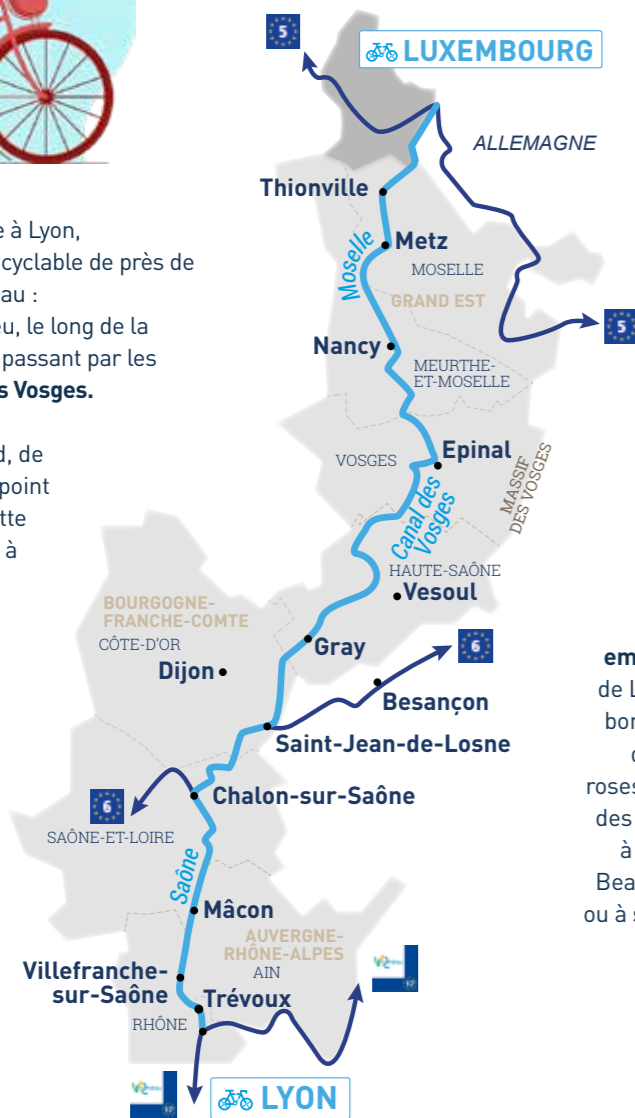 5
LUXEMBOURG
ALLEMAGNE
Thionville
Moselle
Metz
MOSELLE
GRAND EST
e à Lyon,
cyclable de près de
au :
eu, le long de la
passant par les
s Vosges.
Nancy
5
MEURTHE-
ET-MOSELLE
d, de
point
tte
à
VOSGES
Epinal
MASSIF
DES VOSGES
Canal des
Vosges
HAUTE-SAÔNE
Vesoul
BOURGOGNE-
FRANCHE-COMTE
CÔTE-D'OR
Dijon
Gray
6
Besançon
Saint-Jean-de-Losne
em
de L
bor
roses
des
à
Bea
ou à s
Chalon-sur-Saône
6
SAÔNE-ET-LOIRE
Saône
Mâcon
AUVERGNE-
RHÔNE-ALPES
AIN
Villefranche-
sur-Saône
Trévoux
RHÔNE
LYON